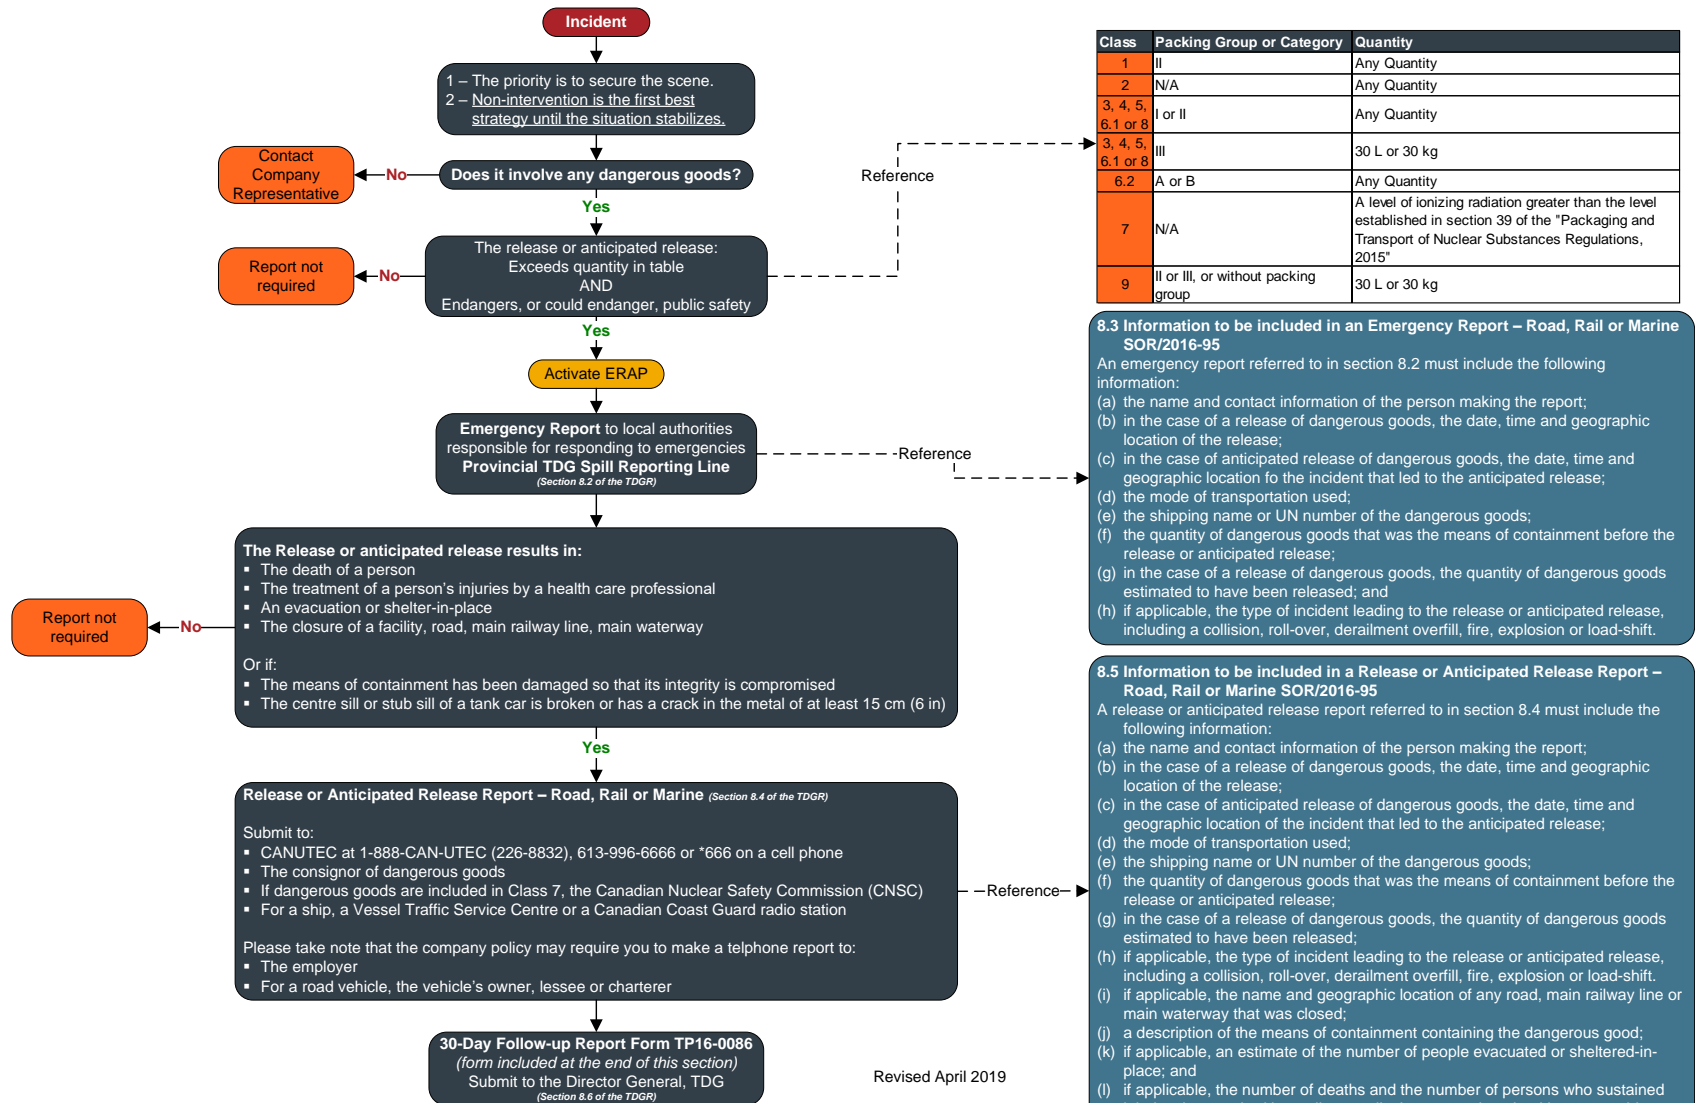 Incident
1 – The priority is to secure the scene.
2 – Non-intervention is the first best
strategy until the situation stabilizes.
Contact
Company
Representative
No
Does it involve any dangerous goods?
Yes
Report not
required
No
The release or anticipated release:
Exceeds quantity in table
AND
Endangers, or could endanger, public safety
Reference
Yes
Activate ERAP
Emergency Report to local authorities
responsible for responding to emergencies
Provincial TDG Spill Reporting Line
(Section 8.2 of the TDGR)
Reference
The Release or anticipated release results in:
▪ The death of a person
▪ The treatment of a person's injuries by a health care professional
▪ An evacuation or shelter-in-place
▪ The closure of a facility, road, main railway line, main waterway
Or if:
▪ The means of containment has been damaged so that its integrity is compromised
▪ The centre sill or stub sill of a tank car is broken or has a crack in the metal of at least 15 cm (6 in)
Report not
required
No
Yes
Release or Anticipated Release Report – Road, Rail or Marine (Section 8.4 of the TDGR)
Submit to:
▪ CANUTEC at 1-888-CAN-UTEC (226-8832), 613-996-6666 or *666 on a cell phone
▪ The consignor of dangerous goods
▪ If dangerous goods are included in Class 7, the Canadian Nuclear Safety Commission (CNSC)
▪ For a ship, a Vessel Traffic Service Centre or a Canadian Coast Guard radio station
Please take note that the company policy may require you to make a telphone report to:
▪ The employer
▪ For a road vehicle, the vehicle's owner, lessee or charterer
Reference
30-Day Follow-up Report Form TP16-0086
(form included at the end of this section)
Submit to the Director General, TDG
(Section 8.6 of the TDGR)
Revised April 2019
Class Packing Group or Category Quantity
1 II Any Quantity
2 N/A Any Quantity
3, 4, 5,
6.1 or 8 I or II Any Quantity
3, 4, 5,
6.1 or 8 III 30 L or 30 kg
6.2 A or B Any Quantity
7 N/A A level of ionizing radiation greater than the level
established in section 39 of the "Packaging and
Transport of Nuclear Substances Regulations,
2015"
9 II or III, or without packing
group 30 L or 30 kg
8.3 Information to be included in an Emergency Report – Road, Rail or Marine
SOR/2016-95
An emergency report referred to in section 8.2 must include the following
information:
(a) the name and contact information of the person making the report;
(b) in the case of a release of dangerous goods, the date, time and geographic
location of the release;
(c) in the case of anticipated release of dangerous goods, the date, time and
geographic location fo the incident that led to the anticipated release;
(d) the mode of transportation used;
(e) the shipping name or UN number of the dangerous goods;
(f) the quantity of dangerous goods that was the means of containment before the
release or anticipated release;
(g) in the case of a release of dangerous goods, the quantity of dangerous goods
estimated to have been released; and
(h) if applicable, the type of incident leading to the release or anticipated release,
including a collision, roll-over, derailment overfill, fire, explosion or load-shift.
8.5 Information to be included in a Release or Anticipated Release Report –
Road, Rail or Marine SOR/2016-95
A release or anticipated release report referred to in section 8.4 must include the
following information:
(a) the name and contact information of the person making the report;
(b) in the case of a release of dangerous goods, the date, time and geographic
location of the release;
(c) in the case of anticipated release of dangerous goods, the date, time and
geographic location of the incident that led to the anticipated release;
(d) the mode of transportation used;
(e) the shipping name or UN number of the dangerous goods;
(f) the quantity of dangerous goods that was the means of containment before the
release or anticipated release;
(g) in the case of a release of dangerous goods, the quantity of dangerous goods
estimated to have been released;
(h) if applicable, the type of incident leading to the release or anticipated release,
including a collision, roll-over, derailment overfill, fire, explosion or load-shift.
(i) if applicable, the name and geographic location of any road, main railway line or
main waterway that was closed;
(j) a description of the means of containment containing the dangerous good;
(k) if applicable, an estimate of the number of people evacuated or sheltered-in-
place; and
(l) if applicable, the number of deaths and the number of persons who sustained